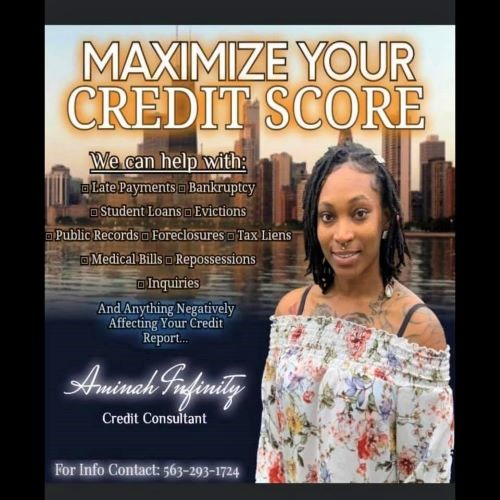 MAXIMIZE YOUR
CREDIT SCORE
We can help with:
□ Late Payments □ Bankruptcy
□ Student Loans □ Evictions
□ Public Records □ Foreclosures □ Tax Liens
□ Medical Bills □ Repossessions
□ Inquiries
And Anything Negatively
Affecting Your Credit
Report...
Aminah Infinity
Credit Consultant
For Info Contact: 563-293-1724